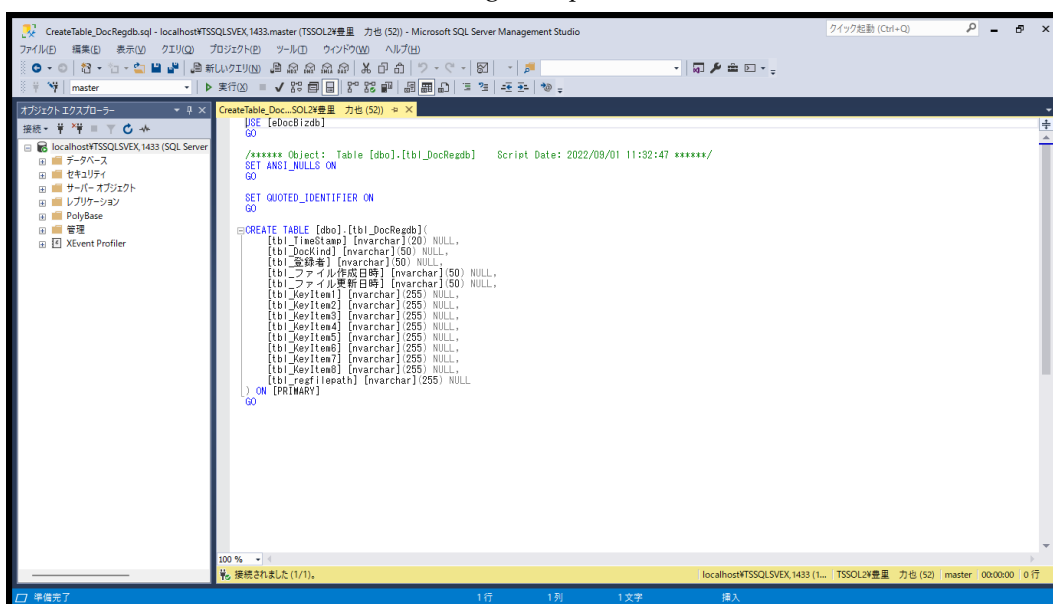 CreateTable_DocRegdb.sql - localhost¥TSSQLSVEX,1433.master (TSSOL2¥豊里 力也 (52)) - Microsoft SQL Server Management Studio
クイック起動 (Ctrl+Q)
ファイル(F) 編集(E) 表示(V) クエリ(Q) プロジェクト(P) ツール(T) ウィンドウ(W) ヘルプ(H)
新しいクエリ(N)
master
実行(X)
オブジェクト エクスプローラー
CreateTable_Doc...SOL2¥豊里 力也 (52))
接続
localhost¥TSSQLSVEX,1433 (SQL Server
データベース
セキュリティ
サーバー オブジェクト
レプリケーション
PolyBase
管理
XEvent Profiler
USE [eDocBizdb]
GO
/****** Object: Table [dbo].[tbl_DocRegdb] Script Date: 2022/09/01 11:32:47 ******/
SET ANSI_NULLS ON
GO
SET QUOTED_IDENTIFIER ON
GO
CREATE TABLE [dbo].[tbl_DocRegdb](
[tbl_TimeStamp] [nvarchar](20) NULL,
[tbl_DocKind] [nvarchar](50) NULL,
[tbl_登録者] [nvarchar](50) NULL,
[tbl_ファイル作成日時] [nvarchar](50) NULL,
[tbl_ファイル更新日時] [nvarchar](50) NULL,
[tbl_KeyItem1] [nvarchar](255) NULL,
[tbl_KeyItem2] [nvarchar](255) NULL,
[tbl_KeyItem3] [nvarchar](255) NULL,
[tbl_KeyItem4] [nvarchar](255) NULL,
[tbl_KeyItem5] [nvarchar](255) NULL,
[tbl_KeyItem6] [nvarchar](255) NULL,
[tbl_KeyItem7] [nvarchar](255) NULL,
[tbl_KeyItem8] [nvarchar](255) NULL,
[tbl_regfilepath] [nvarchar](255) NULL
) ON [PRIMARY]
GO
100 %
接続されました (1/1)。
localhost¥TSSQLSVEX,1433 (1... TSSOL2¥豊里 力也 (52) master 00:00:00 0 行
準備完了
1 行 1 列 1 文字 挿入